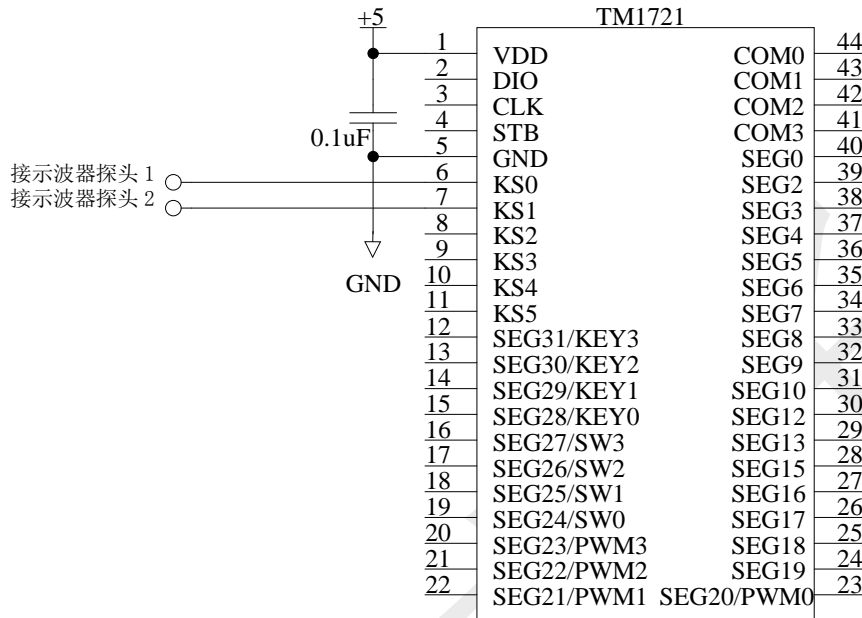 +5
TM1721
1 VDD COM0 44
2 DIO COM1 43
3 CLK COM2 42
4 STB COM3 41
0.1uF
5 GND SEG0 40
接示波器探头 1 6 KS0 SEG2 39
接示波器探头 2 7 KS1 SEG3 38
8 KS2 SEG4 37
9 KS3 SEG5 36
GND
10 KS4 SEG6 35
11 KS5 SEG7 34
12 SEG31/KEY3 SEG8 33
13 SEG30/KEY2 SEG9 32
14 SEG29/KEY1 SEG10 31
15 SEG28/KEY0 SEG12 30
16 SEG27/SW3 SEG13 29
17 SEG26/SW2 SEG15 28
18 SEG25/SW1 SEG16 27
19 SEG24/SW0 SEG17 26
20 SEG23/PWM3 SEG18 25
21 SEG22/PWM2 SEG19 24
22 SEG21/PWM1 SEG20/PWM0 23